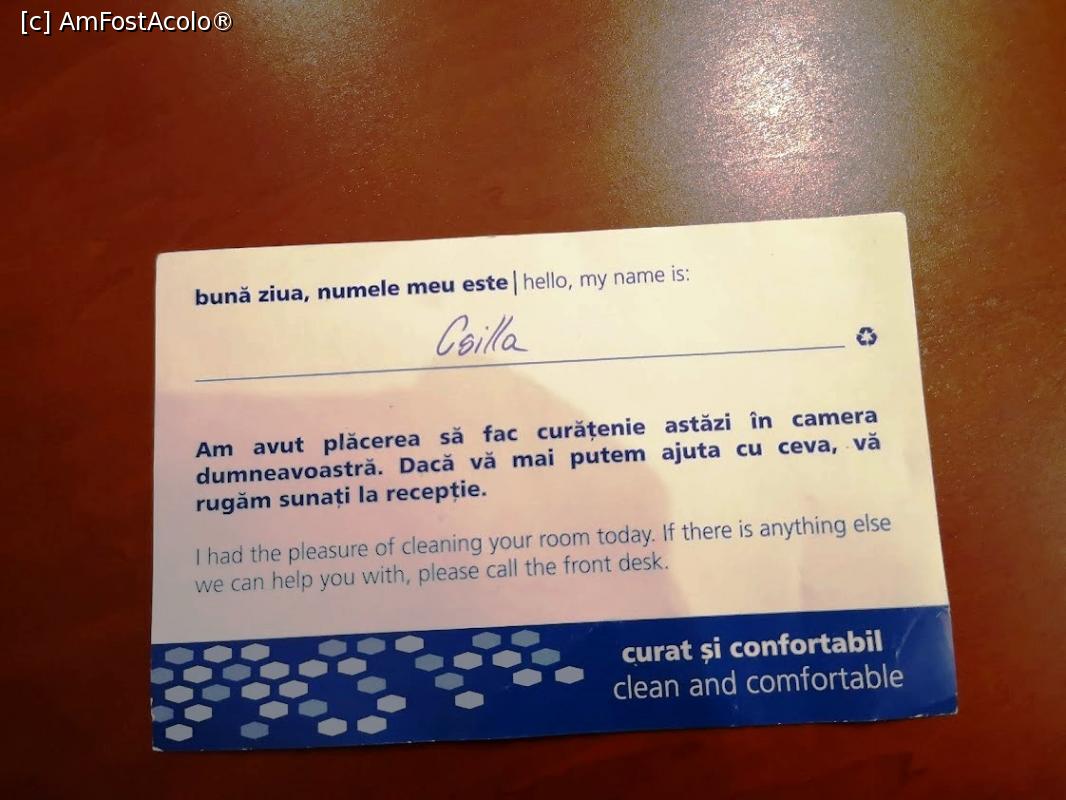 [c] AmFostAcolo®
bună ziua, numele meu este | hello, my name is:
Csilla
Am avut plăcerea să fac curățenie astăzi în camera
dumneavoastră. Dacă vă mai putem ajuta cu ceva, vă
rugăm sunați la recepție.
I had the pleasure of cleaning your room today. If there is anything else
we can help you with, please call the front desk.
curat și confortabil
clean and comfortable